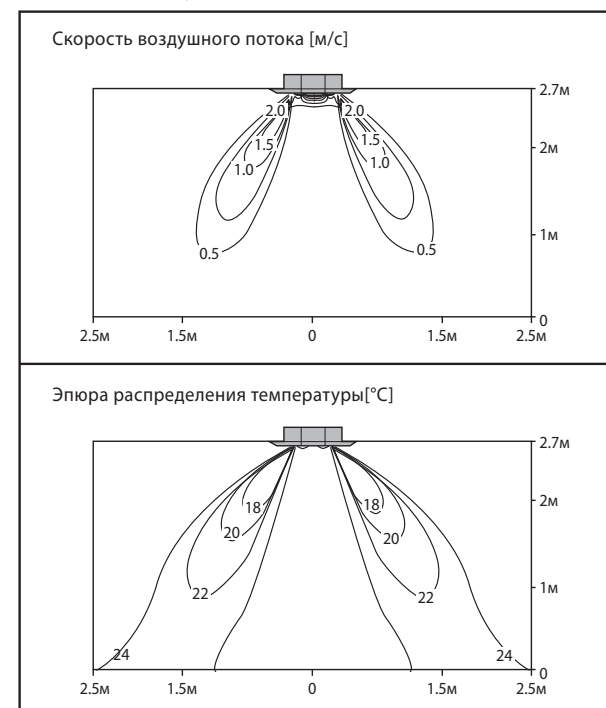 Скорость воздушного потока [м/с]
2.7м
2.0 2.0
1.5 1.5
2м
1.0 1.0
1м
0.5 0.5
0
2.5м 1.5м 0 1.5м 2.5м
Эпюра распределения температуры[°C]
2.7м
18 18
2м
20 20
22 22
1м
24 24
0
2.5м 1.5м 0 1.5м 2.5м